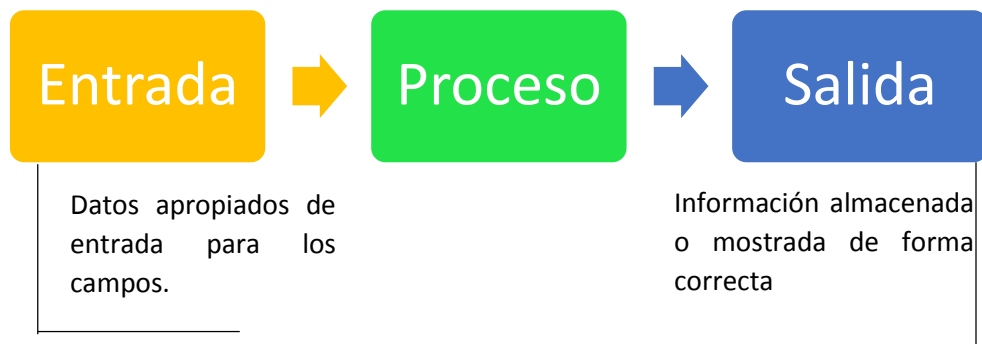 Entrada
Proceso
Salida
Datos apropiados de
entrada para los
campos.
Información almacenada
o mostrada de forma
correcta